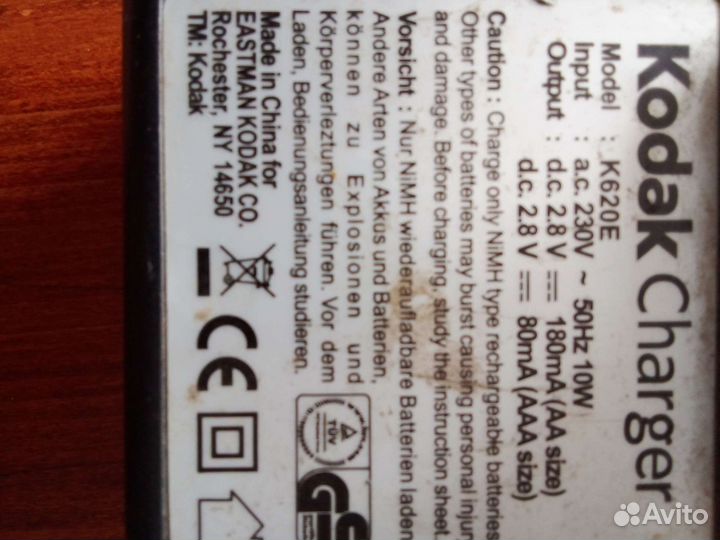 Kodak Charger
Model : K620E
Input : a.c. 230V ~ 50Hz 10W
Output : d.c. 2.8 V ⎓ 180mA (AA size)
d.c. 2.8 V ⎓ 80mA (AAA size)
Caution : Charge only NiMH type rechargeable batteries
Other types of batteries may burst causing personal injury
and damage. Before charging, study the instruction sheet.
Vorsicht : Nur NiMH wiederaufladbare Batterien laden
Andere Arten von Akkus und Batterien,
können zu Explosionen und
Körperverleztungen führen. Vor dem
Laden, Bedienungsanleitung studieren.
Made in China for
EASTMAN KODAK CO.
Rochester, NY 14650
TM: Kodak
CE
TÜV
GS
Avito